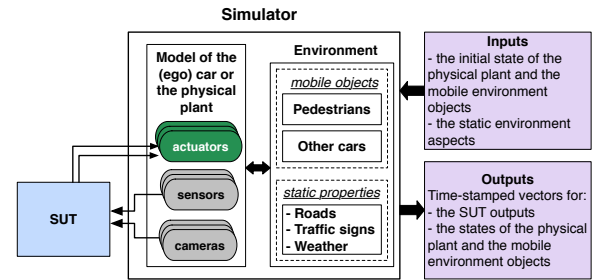 Simulator
Model of the
(ego) car or
the physical
plant
actuators
sensors
cameras
SUT
Environment
mobile objects
Pedestrians
Other cars
static properties
- Roads
- Traffic signs
- Weather
Inputs
- the initial state of the
physical plant and the
mobile environment
objects
- the static environment
aspects
Outputs
Time-stamped vectors for:
- the SUT outputs
- the states of the physical
plant and the mobile
environment objects